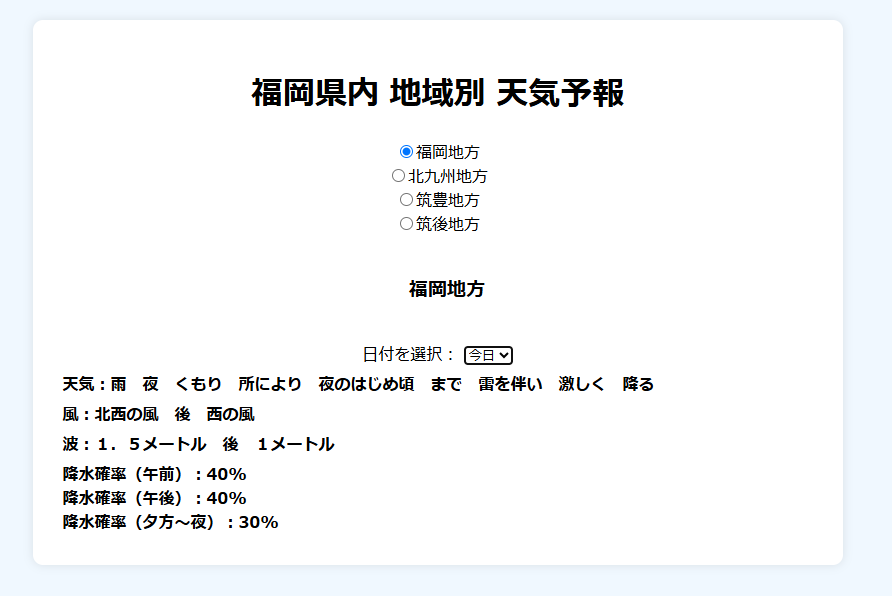 福岡県内 地域別 天気予報
福岡地方
北九州地方
筑豊地方
筑後地方
福岡地方
日付を選択： 今日
天気：雨　夜　くもり　所により　夜のはじめ頃　まで　雷を伴い　激しく　降る
風：北西の風　後　西の風
波：１．５メートル　後　１メートル
降水確率（午前）：40%
降水確率（午後）：40%
降水確率（夕方～夜）：30%